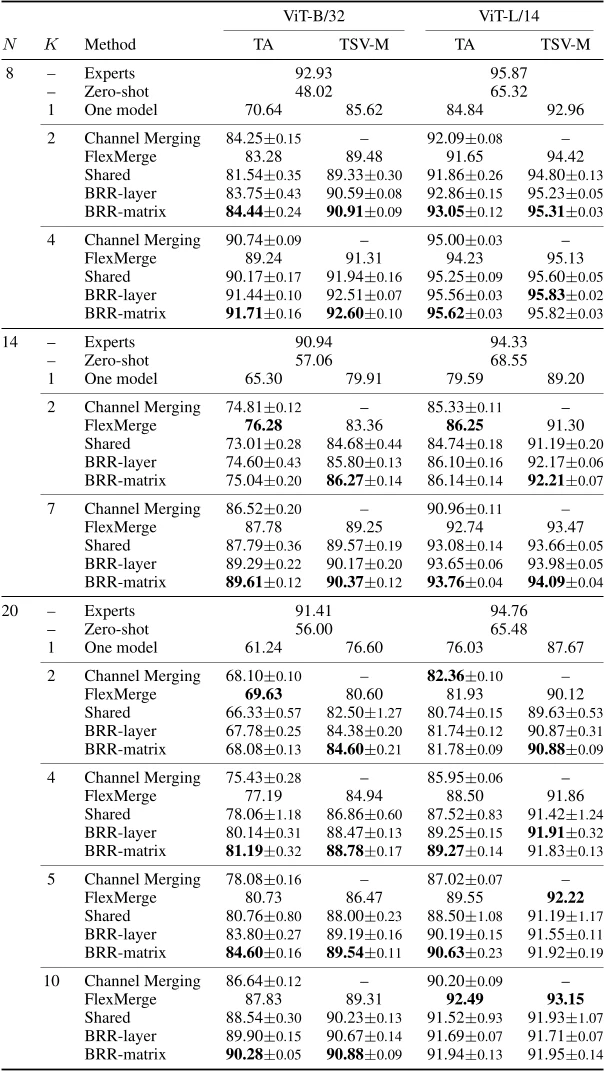 ViT-B/32 ViT-L/14
N K Method TA TSV-M TA TSV-M
8 – Experts 92.93 95.87
– Zero-shot 48.02 65.32
1 One model 70.64 85.62 84.84 92.96
2 Channel Merging 84.25±0.15 – 92.09±0.08 –
FlexMerge 83.28 89.48 91.65 94.42
Shared 81.54±0.35 89.33±0.30 91.86±0.26 94.80±0.13
BRR-layer 83.75±0.43 90.59±0.08 92.86±0.15 95.23±0.05
BRR-matrix 84.44±0.24 90.91±0.09 93.05±0.12 95.31±0.03
4 Channel Merging 90.74±0.09 – 95.00±0.03 –
FlexMerge 89.24 91.31 94.23 95.13
Shared 90.17±0.17 91.94±0.16 95.25±0.09 95.60±0.05
BRR-layer 91.44±0.10 92.51±0.07 95.56±0.03 95.83±0.02
BRR-matrix 91.71±0.16 92.60±0.10 95.62±0.03 95.82±0.03
14 – Experts 90.94 94.33
– Zero-shot 57.06 68.55
1 One model 65.30 79.91 79.59 89.20
2 Channel Merging 74.81±0.12 – 85.33±0.11 –
FlexMerge 76.28 83.36 86.25 91.30
Shared 73.01±0.28 84.68±0.44 84.74±0.18 91.19±0.20
BRR-layer 74.60±0.43 85.80±0.13 86.10±0.16 92.17±0.06
BRR-matrix 75.04±0.20 86.27±0.14 86.14±0.14 92.21±0.07
7 Channel Merging 86.52±0.20 – 90.96±0.11 –
FlexMerge 87.78 89.25 92.74 93.47
Shared 87.79±0.36 89.57±0.19 93.08±0.14 93.66±0.05
BRR-layer 89.29±0.22 90.17±0.20 93.65±0.06 93.98±0.05
BRR-matrix 89.61±0.12 90.37±0.12 93.76±0.04 94.09±0.04
20 – Experts 91.41 94.76
– Zero-shot 56.00 65.48
1 One model 61.24 76.60 76.03 87.67
2 Channel Merging 68.10±0.10 – 82.36±0.10 –
FlexMerge 69.63 80.60 81.93 90.12
Shared 66.33±0.57 82.50±1.27 80.74±0.15 89.63±0.53
BRR-layer 67.78±0.25 84.38±0.20 81.74±0.12 90.87±0.31
BRR-matrix 68.08±0.13 84.60±0.21 81.78±0.09 90.88±0.09
4 Channel Merging 75.43±0.28 – 85.95±0.06 –
FlexMerge 77.19 84.94 88.50 91.86
Shared 78.06±1.18 86.86±0.60 87.52±0.83 91.42±1.24
BRR-layer 80.14±0.31 88.47±0.13 89.25±0.15 91.91±0.32
BRR-matrix 81.19±0.32 88.78±0.17 89.27±0.14 91.83±0.13
5 Channel Merging 78.08±0.16 – 87.02±0.07 –
FlexMerge 80.73 86.47 89.55 92.22
Shared 80.76±0.80 88.00±0.23 88.50±1.08 91.19±1.17
BRR-layer 83.80±0.27 89.19±0.16 90.19±0.15 91.55±0.11
BRR-matrix 84.60±0.16 89.54±0.11 90.63±0.23 91.92±0.19
10 Channel Merging 86.64±0.12 – 90.20±0.09 –
FlexMerge 87.83 89.31 92.49 93.15
Shared 88.54±0.30 90.23±0.13 91.52±0.93 91.93±1.07
BRR-layer 89.90±0.15 90.67±0.14 91.69±0.07 91.71±0.07
BRR-matrix 90.28±0.05 90.88±0.09 91.94±0.13 91.95±0.14